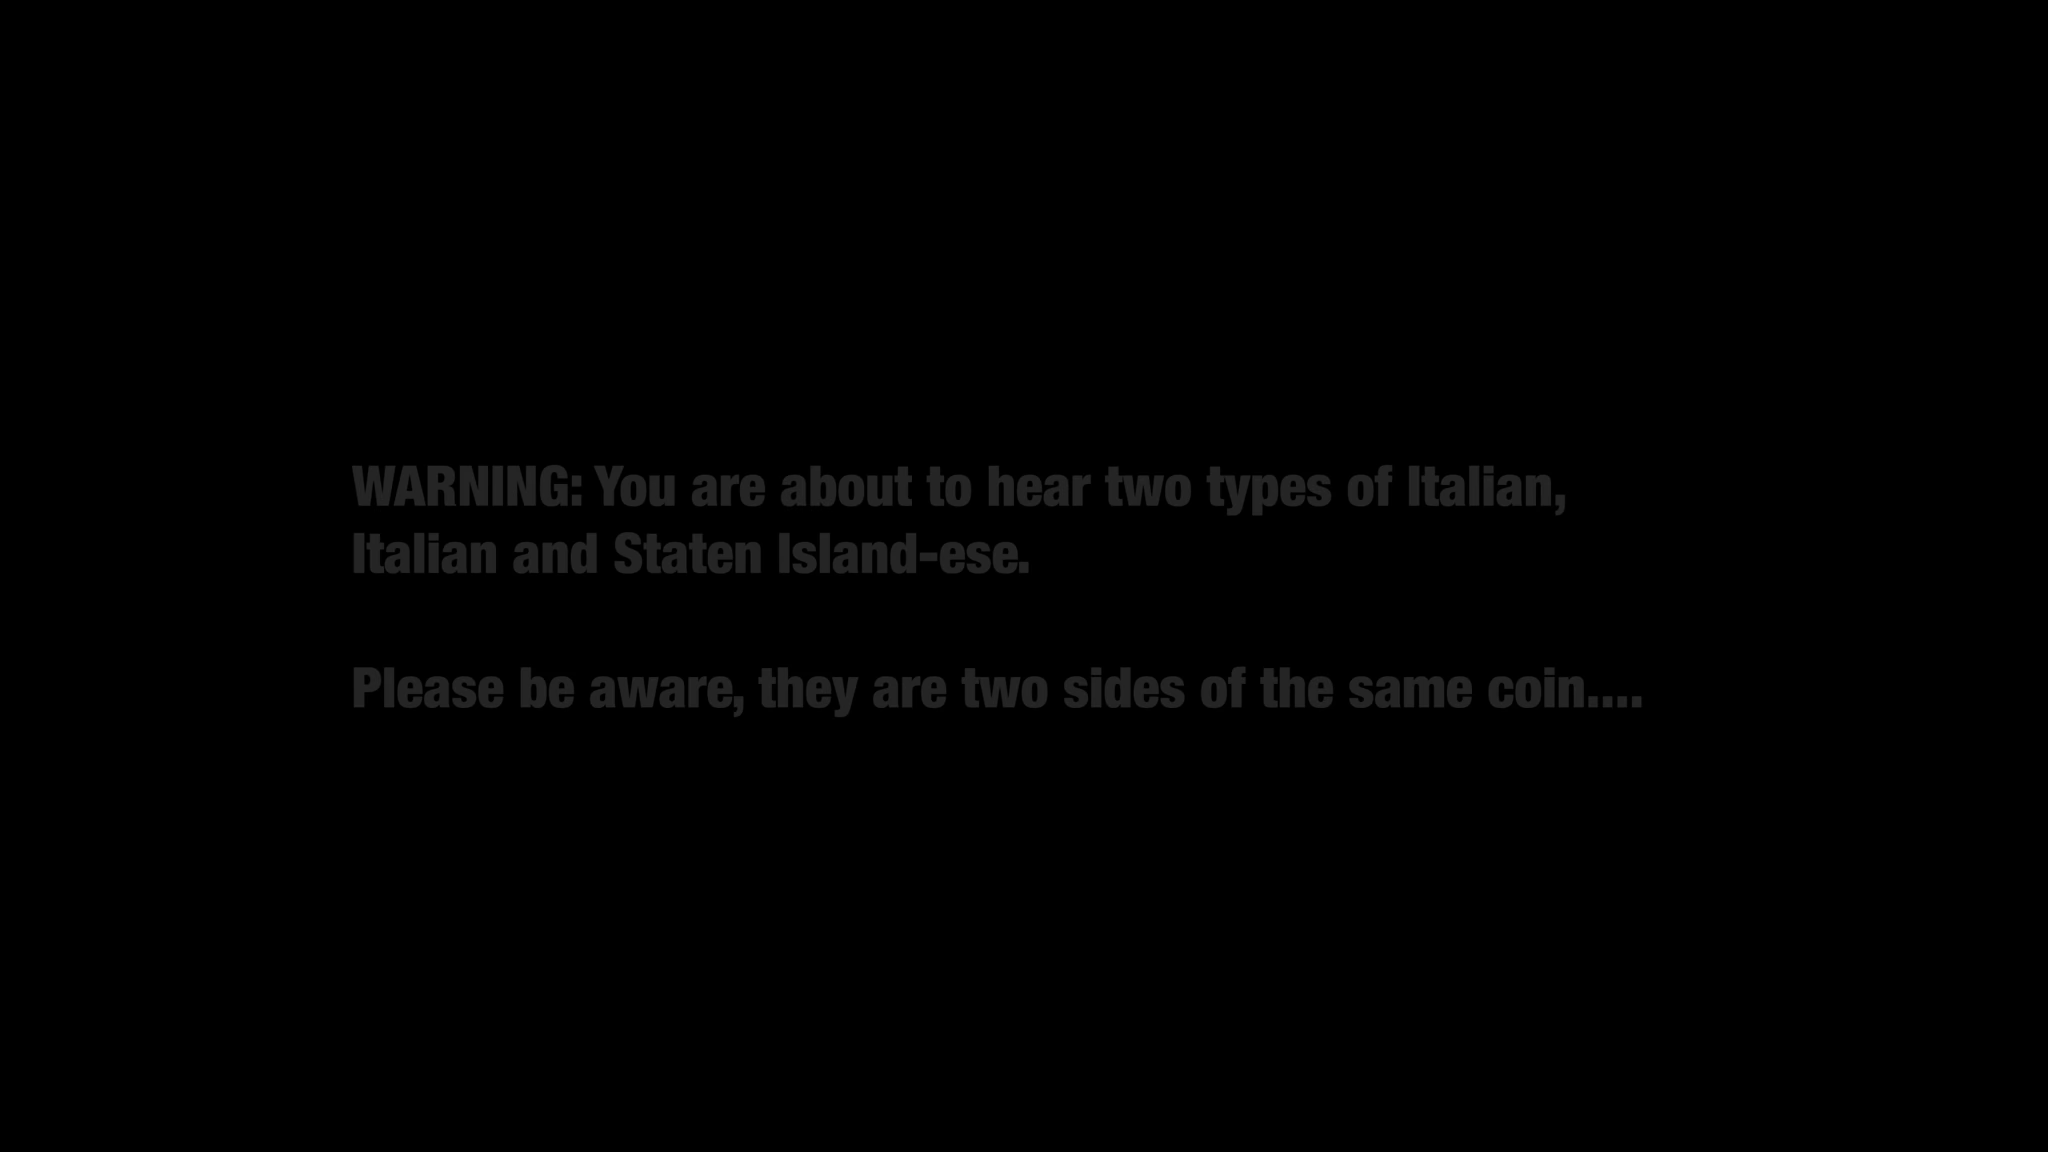 WARNING: You are about to hear two types of Italian,
Italian and Staten Island-ese.
Please be aware, they are two sides of the same coin....